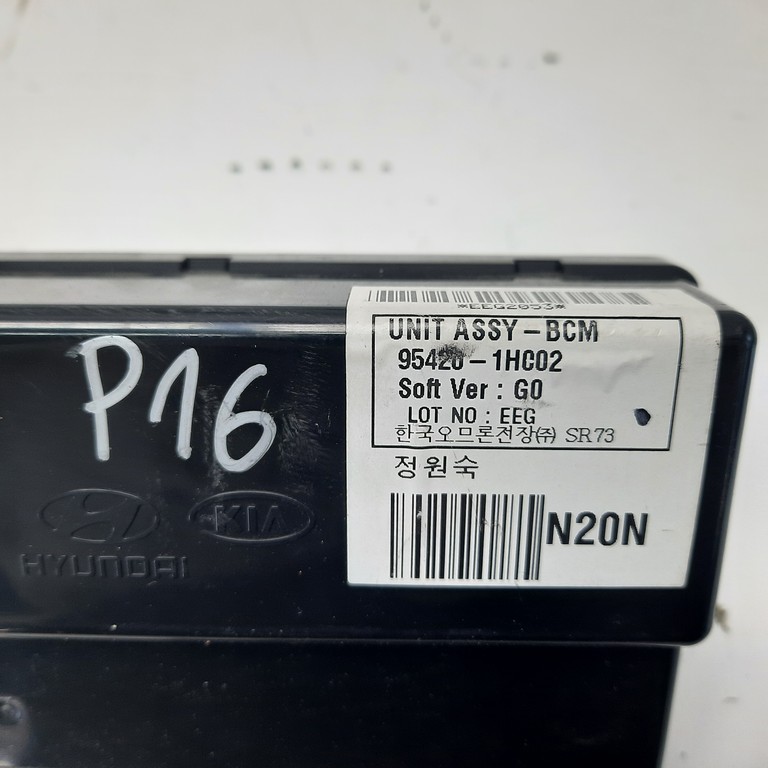 *EEG2053*
UNIT ASSY-BCM
95420-1HC02
Soft Ver : G0
LOT NO : EEG
한국오므론전장㈜ SR73
정원숙
N20N
P16
KIA
HYUNDAI